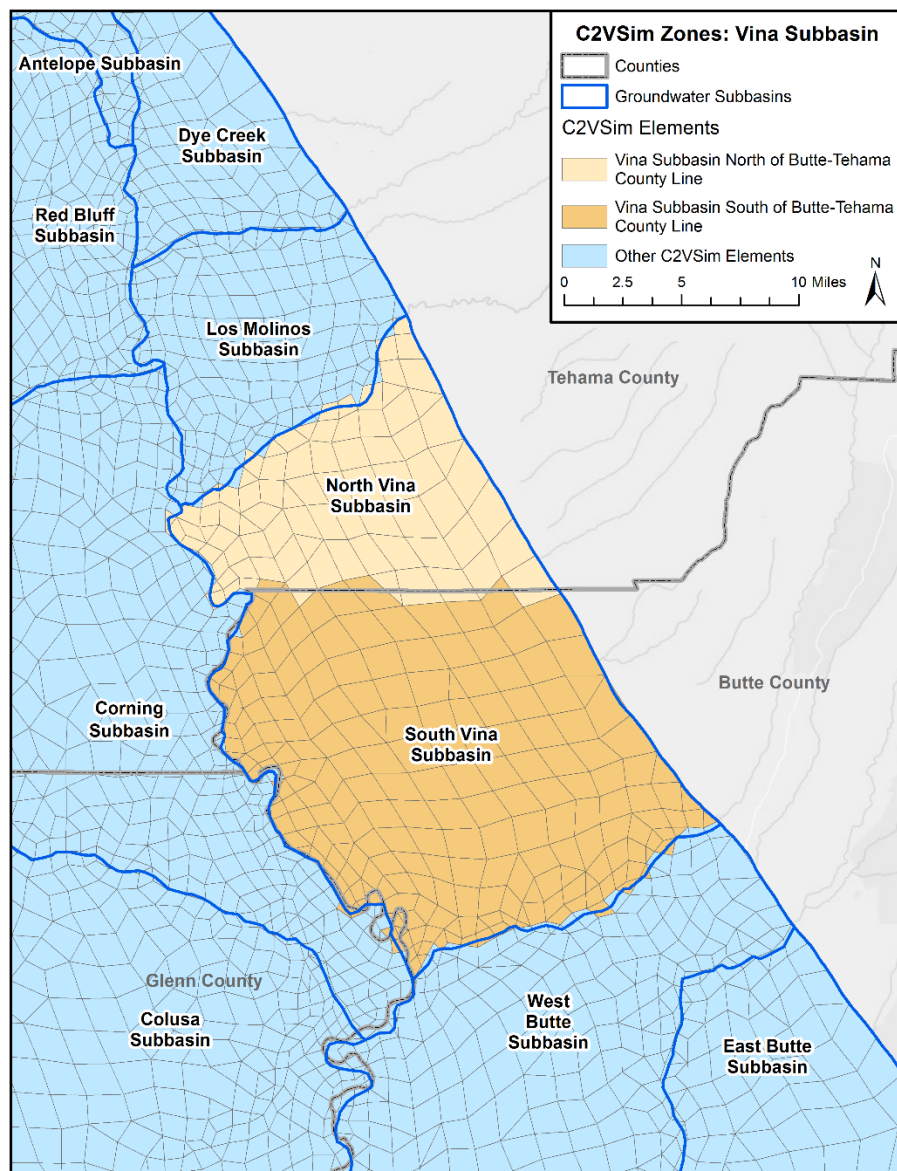 C2VSim Zones: Vina Subbasin
Counties
Groundwater Subbasins
C2VSim Elements
Vina Subbasin North of Butte-Tehama
County Line
Vina Subbasin South of Butte-Tehama
County Line
Other C2VSim Elements
0 2.5 5 10 Miles
N
Antelope Subbasin
Dye Creek
Subbasin
Red Bluff
Subbasin
Los Molinos
Subbasin
Tehama County
North Vina
Subbasin
Butte County
Corning
Subbasin
South Vina
Subbasin
Glenn County
Colusa
Subbasin
West
Butte
Subbasin
East Butte
Subbasin